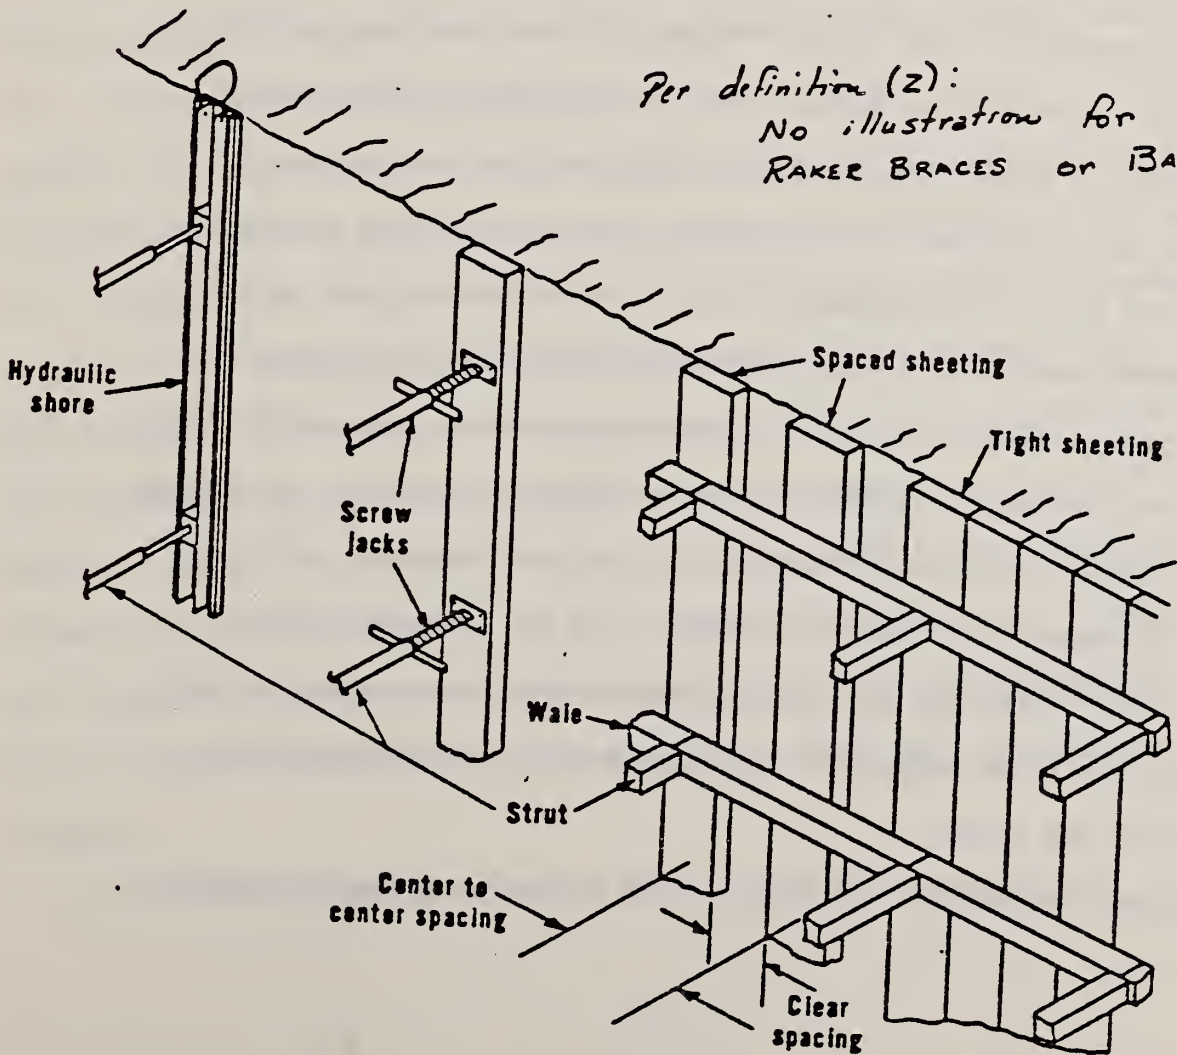 Per definition (2):
No illustration for
RAKER BRACES or BA
Hydraulic
shore
Spaced sheeting
Tight sheeting
Screw
jacks
Wale
Strut
Center to
center spacing
Clear
spacing